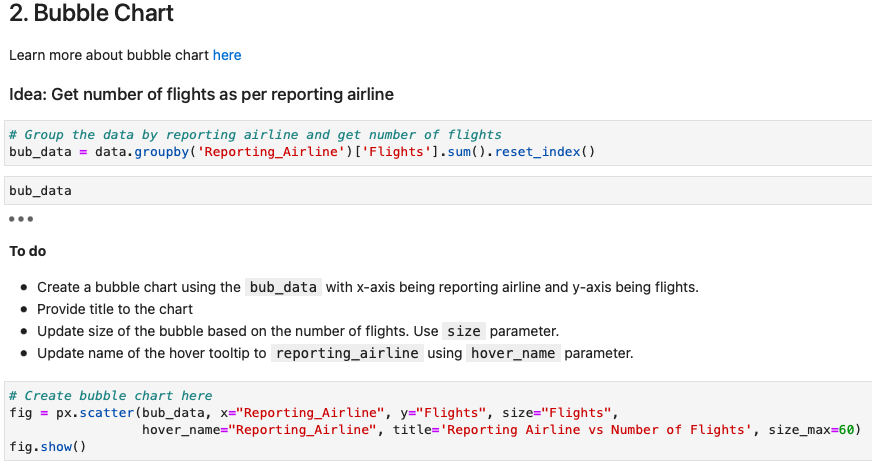 2. Bubble Chart
Learn more about bubble chart here
Idea: Get number of flights as per reporting airline
# Group the data by reporting airline and get number of flights
bub_data = data.groupby('Reporting_Airline')['Flights'].sum().reset_index()
bub_data
To do
• Create a bubble chart using the bub_data with x-axis being reporting airline and y-axis being flights.
• Provide title to the chart
• Update size of the bubble based on the number of flights. Use size parameter.
• Update name of the hover tooltip to reporting_airline using hover_name parameter.
# Create bubble chart here
fig = px.scatter(bub_data, x="Reporting_Airline", y="Flights", size="Flights",
hover_name="Reporting_Airline", title='Reporting Airline vs Number of Flights', size_max=60)
fig.show()